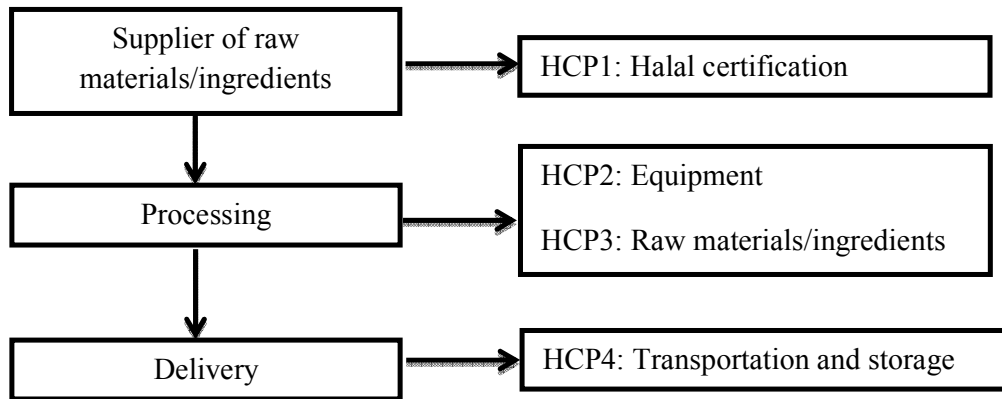 Supplier of raw
materials/ingredients
HCP1: Halal certification
Processing
HCP2: Equipment
HCP3: Raw materials/ingredients
Delivery
HCP4: Transportation and storage